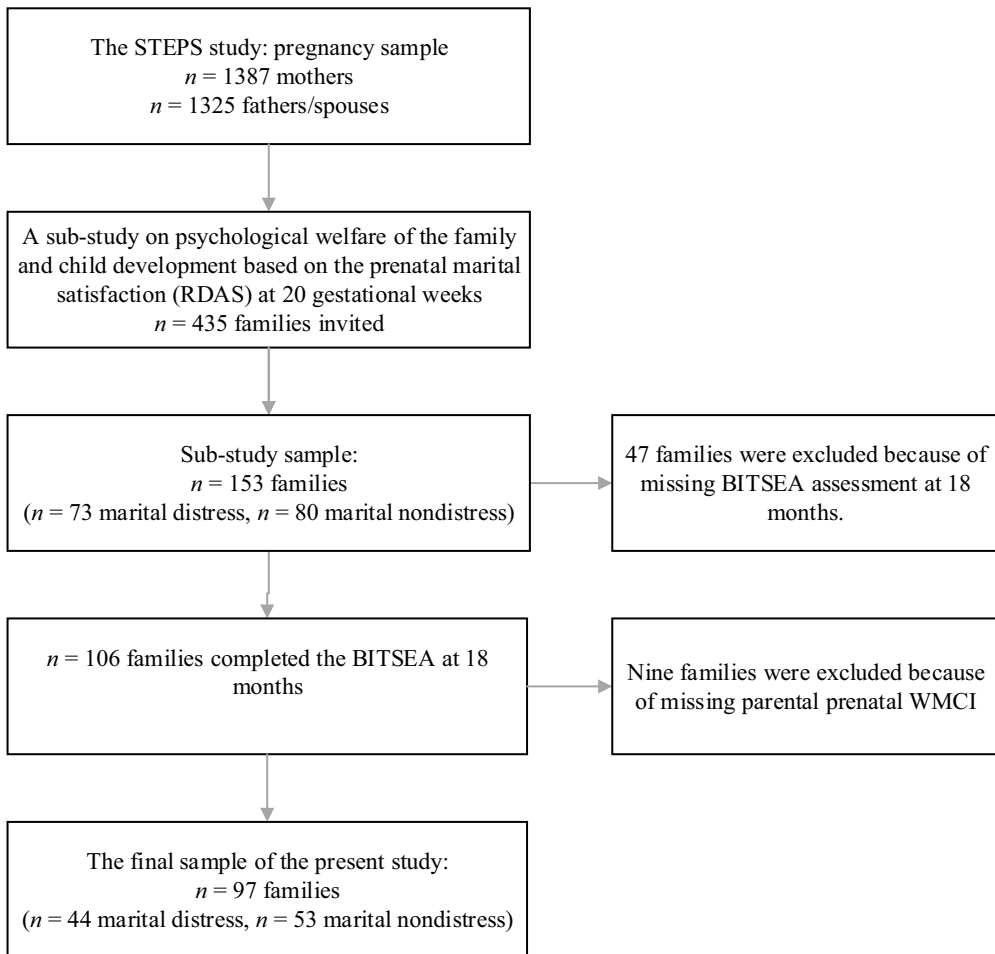 The STEPS study: pregnancy sample
n = 1387 mothers
n = 1325 fathers/spouses
A sub-study on psychological welfare of the family
and child development based on the prenatal marital
satisfaction (RDAS) at 20 gestational weeks
n = 435 families invited
Sub-study sample:
n = 153 families
(n = 73 marital distress, n = 80 marital nondistress)
47 families were excluded because of
missing BITSEA assessment at 18
months.
n = 106 families completed the BITSEA at 18
months
Nine families were excluded because
of missing parental prenatal WMCI
The final sample of the present study:
n = 97 families
(n = 44 marital distress, n = 53 marital nondistress)